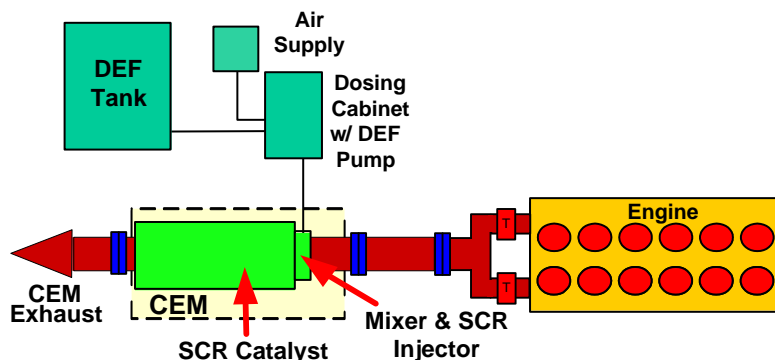 Air
Supply
DEF
Tank
Dosing
Cabinet
w/ DEF
Pump
Engine
T
T
CEM
CEM
Exhaust
Mixer & SCR
Injector
SCR Catalyst